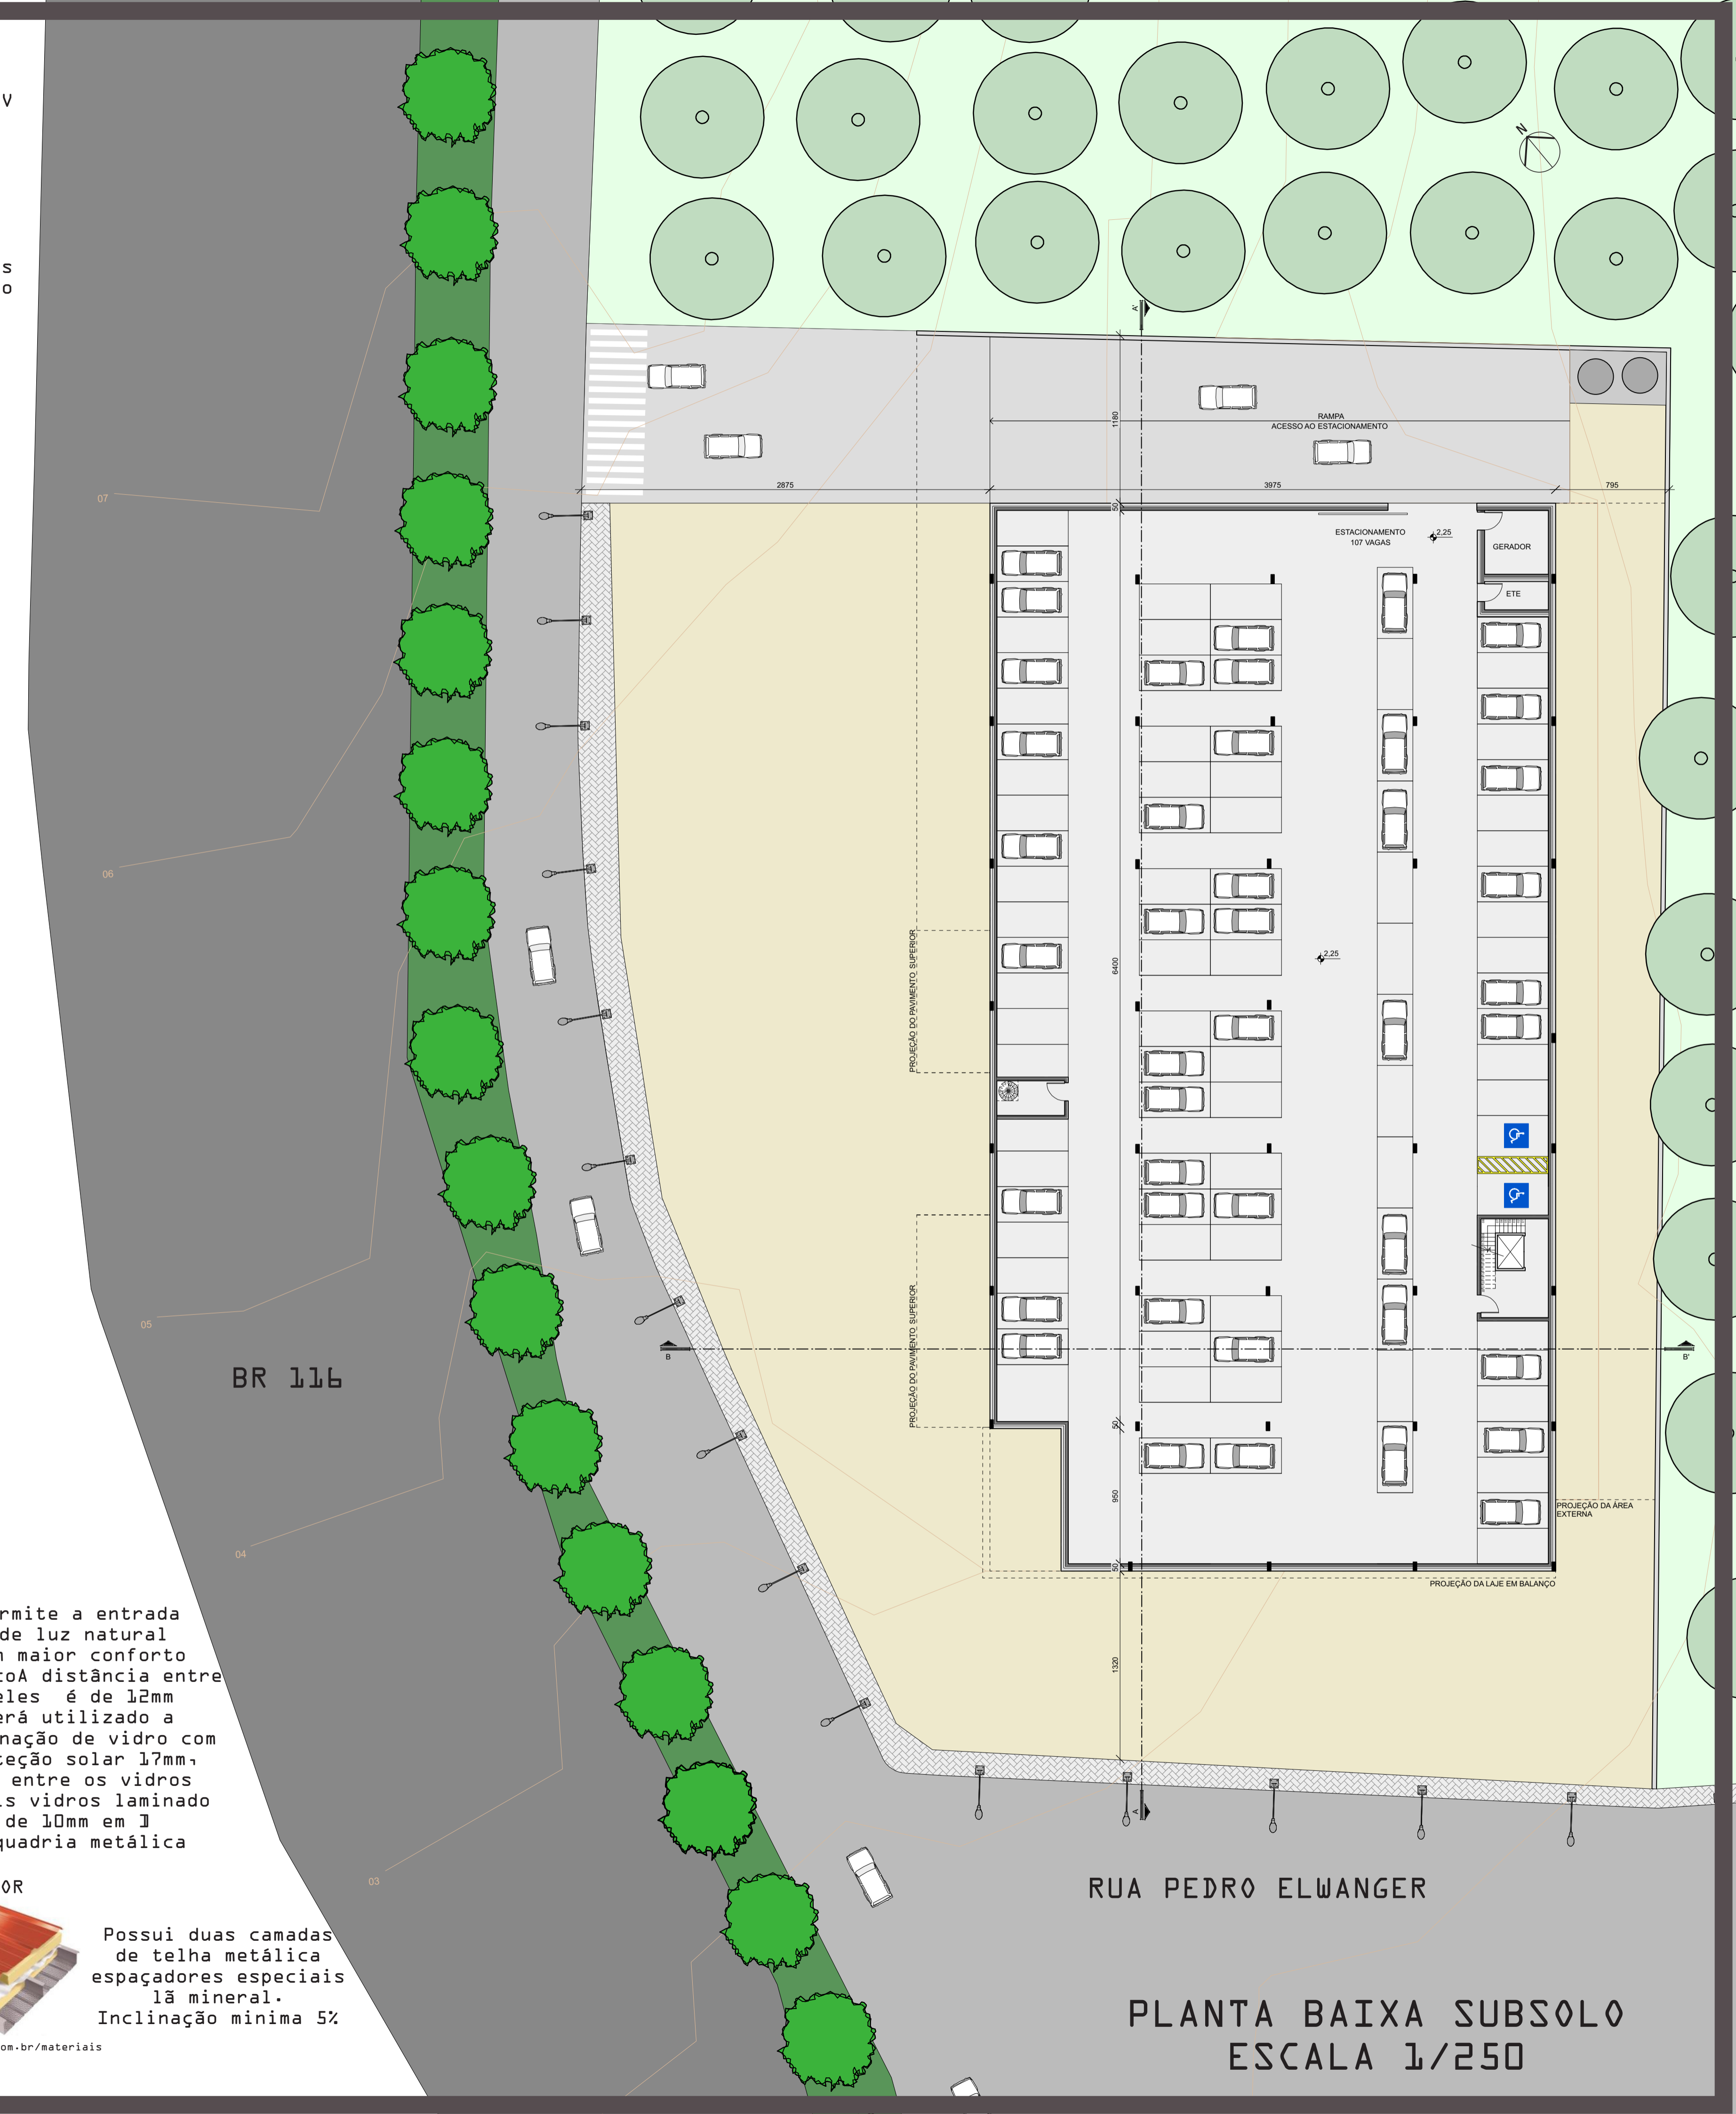 V
s
o
N
A'
RAMPA
ACESSO AO ESTACIONAMENTO
1180
2875
3975
795
07
50
ESTACIONAMENTO
107 VAGAS
2,25
GERADOR
ETE
06
PROJEÇÃO DO PAVIMENTO SUPERIOR
6400
2,25
05
PROJEÇÃO DO PAVIMENTO SUPERIOR
B
B'
BR 116
50
950
04
PROJEÇÃO DA ÁREA
EXTERNA
50
PROJEÇÃO DA LAJE EM BALANÇO
1320
A
rmite a entrada
de luz natural
m maior conforto
toA distância entre
eles é de 12mm
erá utilizado a
nação de vidro com
teção solar 17mm,
entre os vidros
is vidros laminado
de 10mm em
quadria metálica
03
OR
RUA PEDRO ELWANGER
Possui duas camadas
de telha metálica
espaçadores especiais
lã mineral.
Inclinação minima 5%
om.br/materiais
PLANTA BAIXA SUBSOLO
ESCALA 1/250